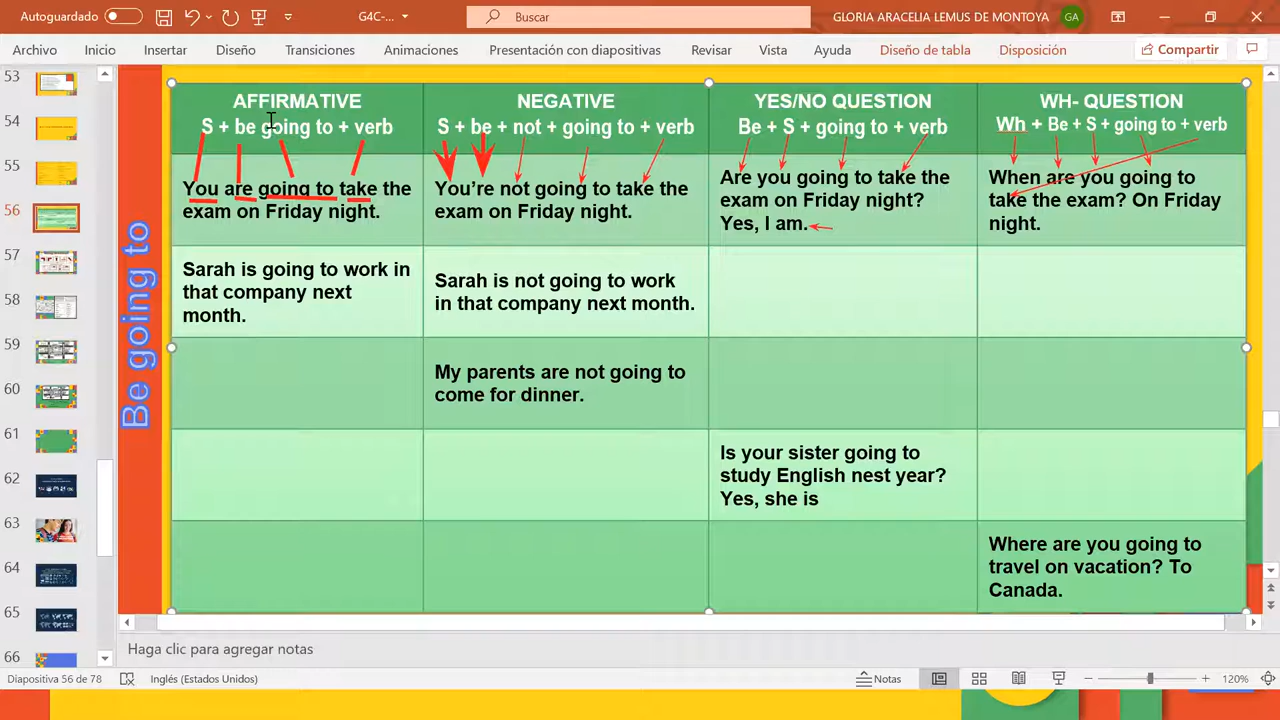 Autoguardado
G4C-...
Buscar
GLORIA ARACELIA LEMUS DE MONTOYA
GA
Archivo
Inicio
Insertar
Diseño
Transiciones
Animaciones
Presentación con diapositivas
Revisar
Vista
Ayuda
Diseño de tabla
Disposición
Compartir
53
54
55
56
57
58
59
60
61
62
63
64
65
66
Be going to
AFFIRMATIVE
S + be going to + verb
NEGATIVE
S + be + not + going to + verb
YES/NO QUESTION
Be + S + going to + verb
WH- QUESTION
Wh + Be + S + going to + verb
You are going to take the
exam on Friday night.
You’re not going to take the
exam on Friday night.
Are you going to take the
exam on Friday night?
Yes, I am.
When are you going to
take the exam? On Friday
night.
Sarah is going to work in
that company next
month.
Sarah is not going to work
in that company next month.
My parents are not going to
come for dinner.
Is your sister going to
study English nest year?
Yes, she is
Where are you going to
travel on vacation? To
Canada.
Haga clic para agregar notas
Diapositiva 56 de 78
Inglés (Estados Unidos)
Notas
120%